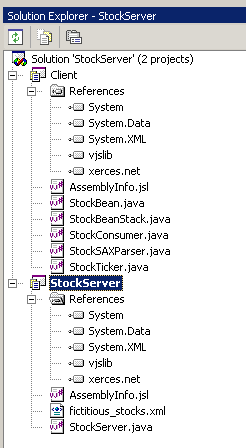 Solution Explorer - StockServer
Solution 'StockServer' (2 projects)
Client
References
System
System.Data
System.XML
vjslib
xerces.net
AssemblyInfo.jsl
StockBean.java
StockBeanStack.java
StockConsumer.java
StockSAXParser.java
StockTicker.java
StockServer
References
System
System.Data
System.XML
vjslib
xerces.net
AssemblyInfo.jsl
fictitious_stocks.xml
StockServer.java